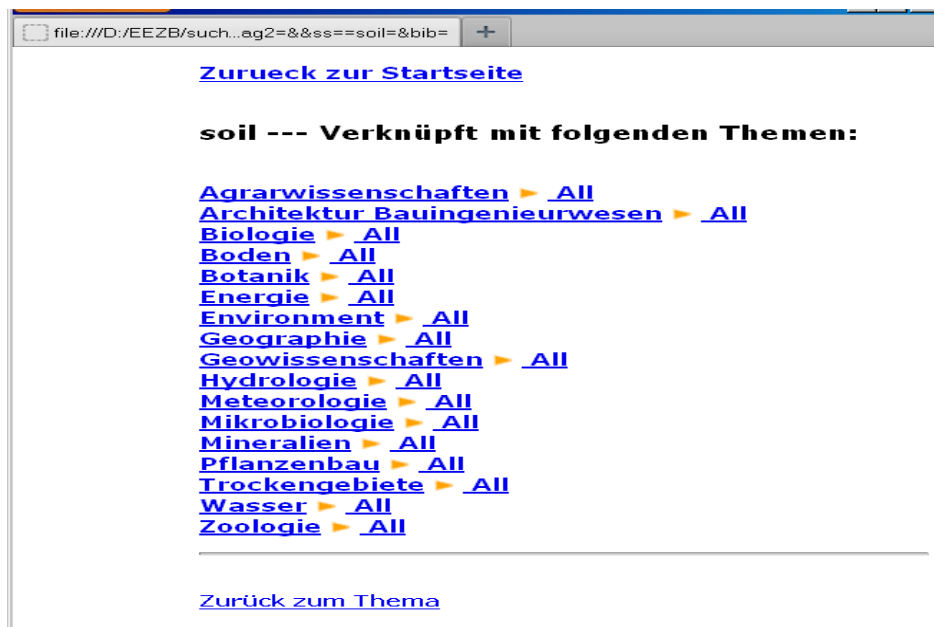 file:///D:/EEZB/such...ag2=&&ss==soil=&bib=
Zurueck zur Startseite
soil --- Verknüpft mit folgenden Themen:
Agrarwissenschaften ► All
Architektur Bauingenieurwesen ► All
Biologie ► All
Boden ► All
Botanik ► All
Energie ► All
Environment ► All
Geographie ► All
Geowissenschaften ► All
Hydrologie ► All
Meteorologie ► All
Mikrobiologie ► All
Mineralien ► All
Pflanzenbau ► All
Trockengebiete ► All
Wasser ► All
Zoologie ► All
Zurück zum Thema